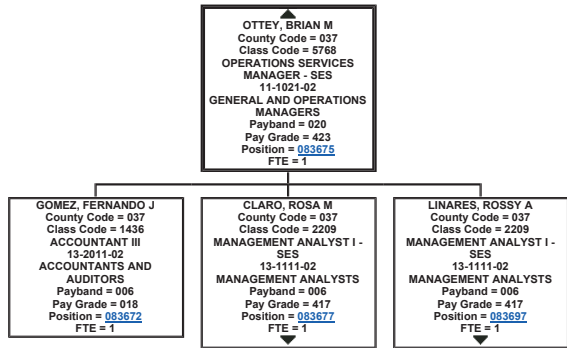 OTTEY, BRIAN M
County Code = 037
Class Code = 5768
OPERATIONS SERVICES
MANAGER - SES
11-1021-02
GENERAL AND OPERATIONS
MANAGERS
Payband = 020
Pay Grade = 423
Position = 083675
FTE = 1
GOMEZ, FERNANDO J
County Code = 037
Class Code = 1436
ACCOUNTANT III
13-2011-02
ACCOUNTANTS AND
AUDITORS
Payband = 006
Pay Grade = 018
Position = 083672
FTE = 1
CLARO, ROSA M
County Code = 037
Class Code = 2209
MANAGEMENT ANALYST I -
SES
13-1111-02
MANAGEMENT ANALYSTS
Payband = 006
Pay Grade = 417
Position = 083677
FTE = 1
LINARES, ROSSY A
County Code = 037
Class Code = 2209
MANAGEMENT ANALYST I -
SES
13-1111-02
MANAGEMENT ANALYSTS
Payband = 006
Pay Grade = 417
Position = 083697
FTE = 1